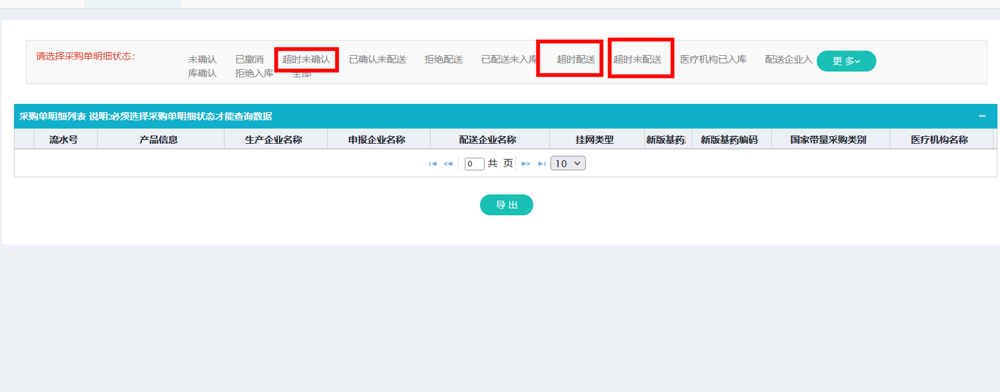 请选择采购单明细状态:
未确认 已撤消 超时未确认 已确认未配送 拒绝配送 已配送未入库 超时配送 超时未配送 医疗机构已入库 配送企业入 更 多
库确认 拒绝入库 全部
采购单明细列表 说明:必须选择采购单明细状态才能查询数据
流水号 产品信息 生产企业名称 申报企业名称 配送企业名称 挂网类型 新版基药 新版基药编码 国家带量采购类别 医疗机构名称
0 共 页 10
导 出